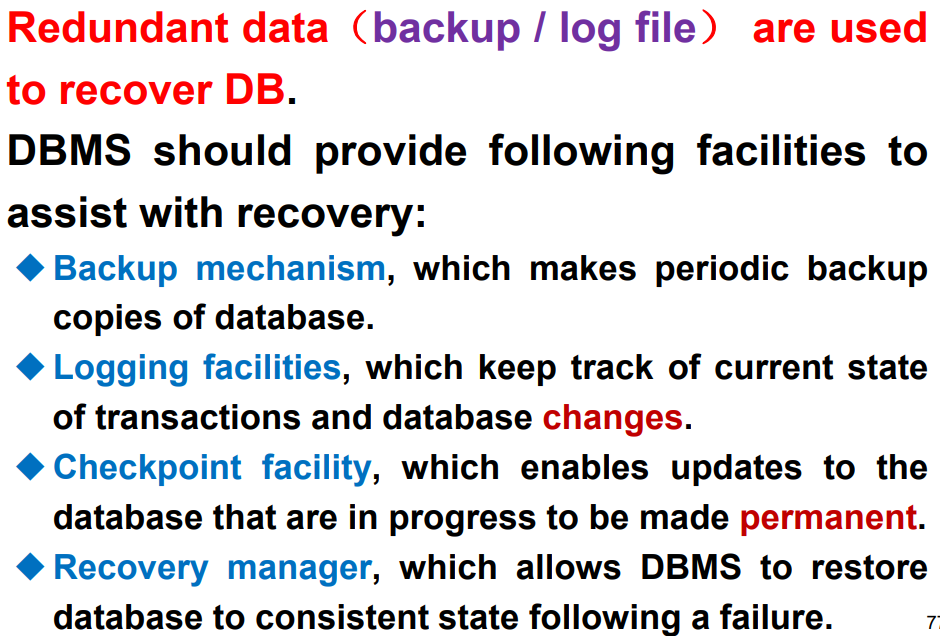 Redundant data（backup / log file） are used
to recover DB.
DBMS should provide following facilities to
assist with recovery:
◆ Backup mechanism, which makes periodic backup
copies of database.
◆ Logging facilities, which keep track of current state
of transactions and database changes.
◆ Checkpoint facility, which enables updates to the
database that are in progress to be made permanent.
◆ Recovery manager, which allows DBMS to restore
database to consistent state following a failure.
77